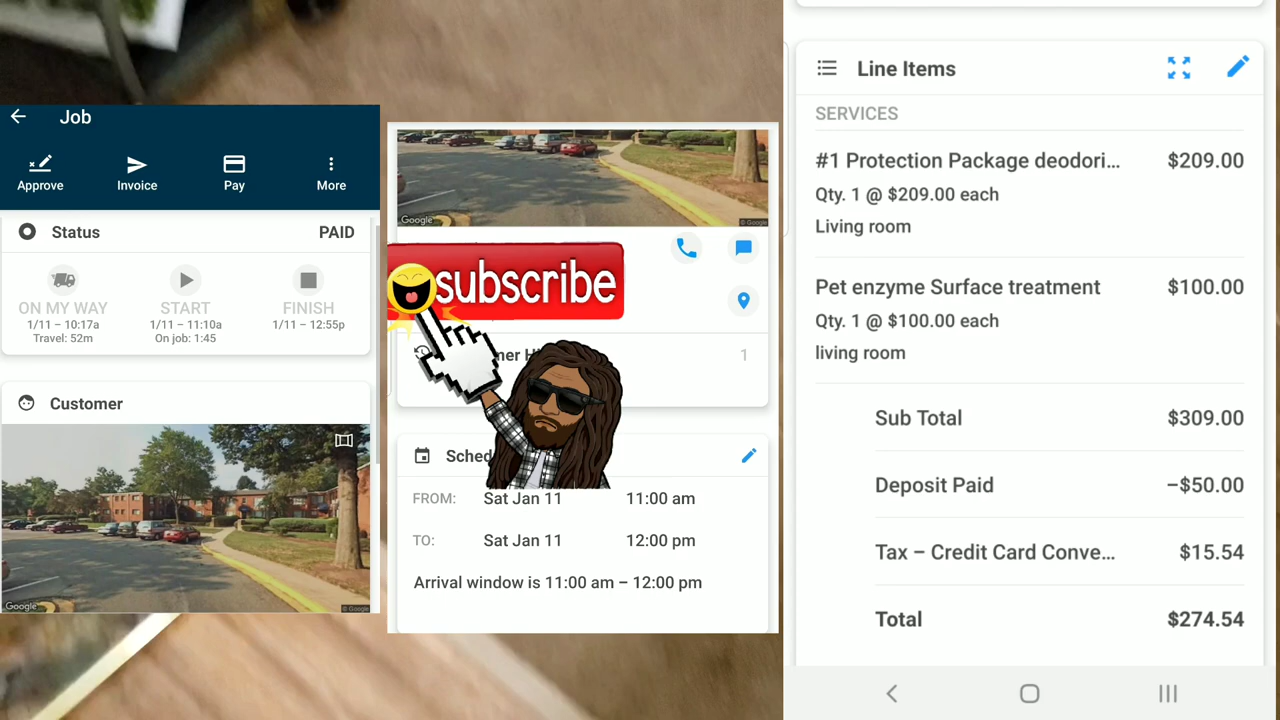 Job
Approve
Invoice
Pay
More
Status
PAID
ON MY WAY
1/11 – 10:17a
Travel: 52m
START
1/11 – 11:10a
On job: 1:45
FINISH
1/11 – 12:55p
Customer
Google
© Google
Google
© Google
subscribe
1
FROM: Sat Jan 11 11:00 am
TO: Sat Jan 11 12:00 pm
Arrival window is 11:00 am – 12:00 pm
Line Items
SERVICES
#1 Protection Package deodori... $209.00
Qty. 1 @ $209.00 each
Living room
Pet enzyme Surface treatment $100.00
Qty. 1 @ $100.00 each
living room
Sub Total $309.00
Deposit Paid –$50.00
Tax – Credit Card Conve... $15.54
Total $274.54